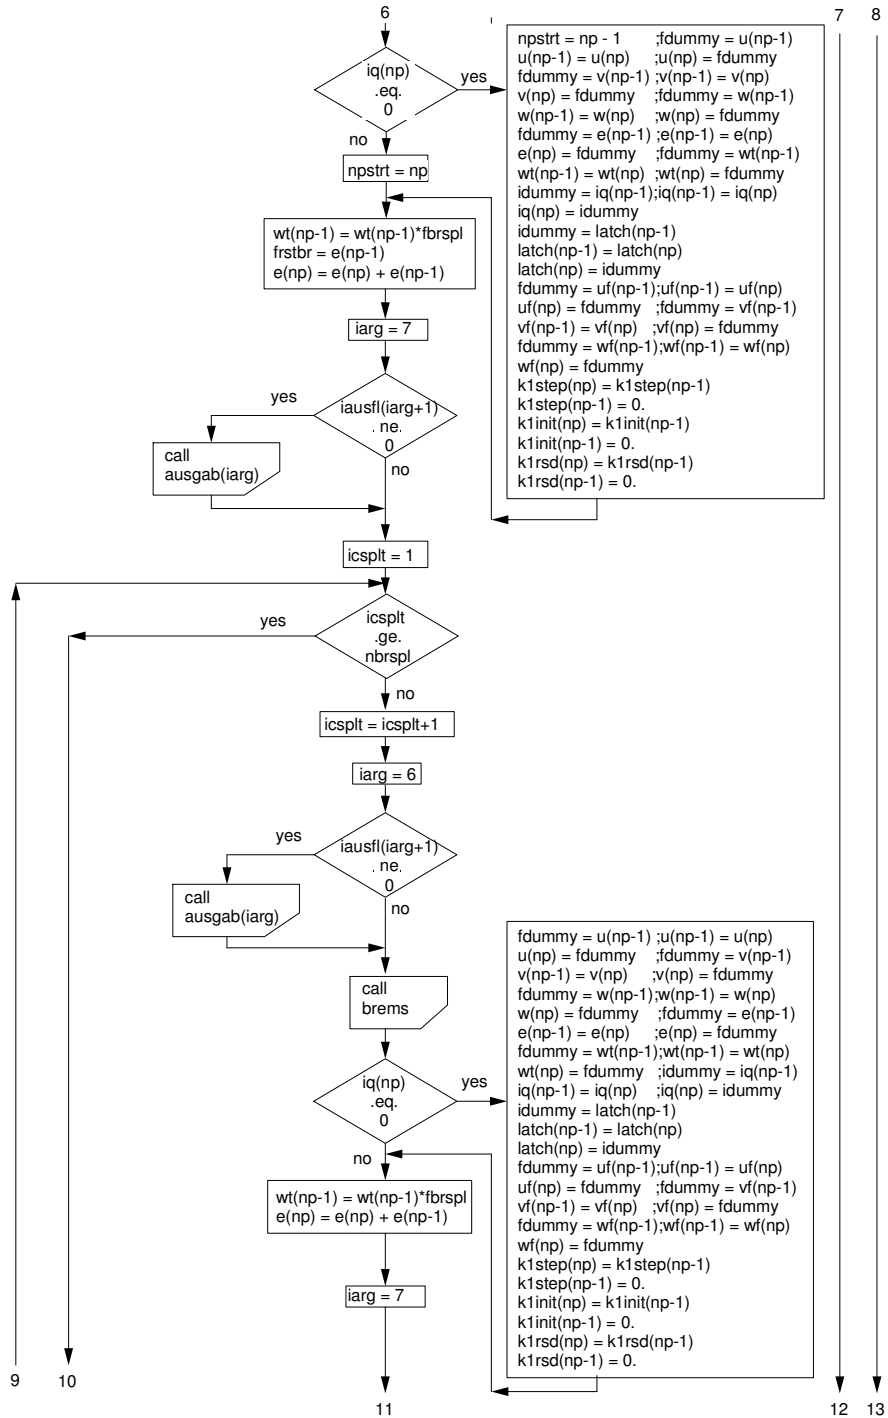 6
7
8
iq(np)
.eq.
0
yes
no
npstrt = np
npstrt = np - 1 ;fdummy = u(np-1)
u(np-1) = u(np) ;u(np) = fdummy
fdummy = v(np-1) ;v(np-1) = v(np)
v(np) = fdummy ;fdummy = w(np-1)
w(np-1) = w(np) ;w(np) = fdummy
fdummy = e(np-1) ;e(np-1) = e(np)
e(np) = fdummy ;fdummy = wt(np-1)
wt(np-1) = wt(np) ;wt(np) = fdummy
idummy = iq(np-1);iq(np-1) = iq(np)
iq(np) = idummy
idummy = latch(np-1)
latch(np-1) = latch(np)
latch(np) = idummy
fdummy = uf(np-1);uf(np-1) = uf(np)
uf(np) = fdummy ;fdummy = vf(np-1)
vf(np-1) = vf(np) ;vf(np) = fdummy
fdummy = wf(np-1);wf(np-1) = wf(np)
wf(np) = fdummy
k1step(np) = k1step(np-1)
k1step(np-1) = 0.
k1init(np) = k1init(np-1)
k1init(np-1) = 0.
k1rsd(np) = k1rsd(np-1)
k1rsd(np-1) = 0.
wt(np-1) = wt(np-1)*fbrspl
frstbr = e(np-1)
e(np) = e(np) + e(np-1)
iarg = 7
iausfl(iarg+1)
. ne.
0
yes
no
call
ausgab(iarg)
icsplt = 1
icsplt
.ge.
nbrspl
yes
no
icsplt = icsplt+1
iarg = 6
iausfl(iarg+1)
. ne.
0
yes
no
call
ausgab(iarg)
call
brems
iq(np)
.eq.
0
yes
no
fdummy = u(np-1) ;u(np-1) = u(np)
u(np) = fdummy ;fdummy = v(np-1)
v(np-1) = v(np) ;v(np) = fdummy
fdummy = w(np-1);w(np-1) = w(np)
w(np) = fdummy ;fdummy = e(np-1)
e(np-1) = e(np) ;e(np) = fdummy
fdummy = wt(np-1);wt(np-1) = wt(np)
wt(np) = fdummy ;idummy = iq(np-1)
iq(np-1) = iq(np) ;iq(np) = idummy
idummy = latch(np-1)
latch(np-1) = latch(np)
latch(np) = idummy
fdummy = uf(np-1);uf(np-1) = uf(np)
uf(np) = fdummy ;fdummy = vf(np-1)
vf(np-1) = vf(np) ;vf(np) = fdummy
fdummy = wf(np-1);wf(np-1) = wf(np)
wf(np) = fdummy
k1step(np) = k1step(np-1)
k1step(np-1) = 0.
k1init(np) = k1init(np-1)
k1init(np-1) = 0.
k1rsd(np) = k1rsd(np-1)
k1rsd(np-1) = 0.
wt(np-1) = wt(np-1)*fbrspl
e(np) = e(np) + e(np-1)
iarg = 7
9
10
11
12
13